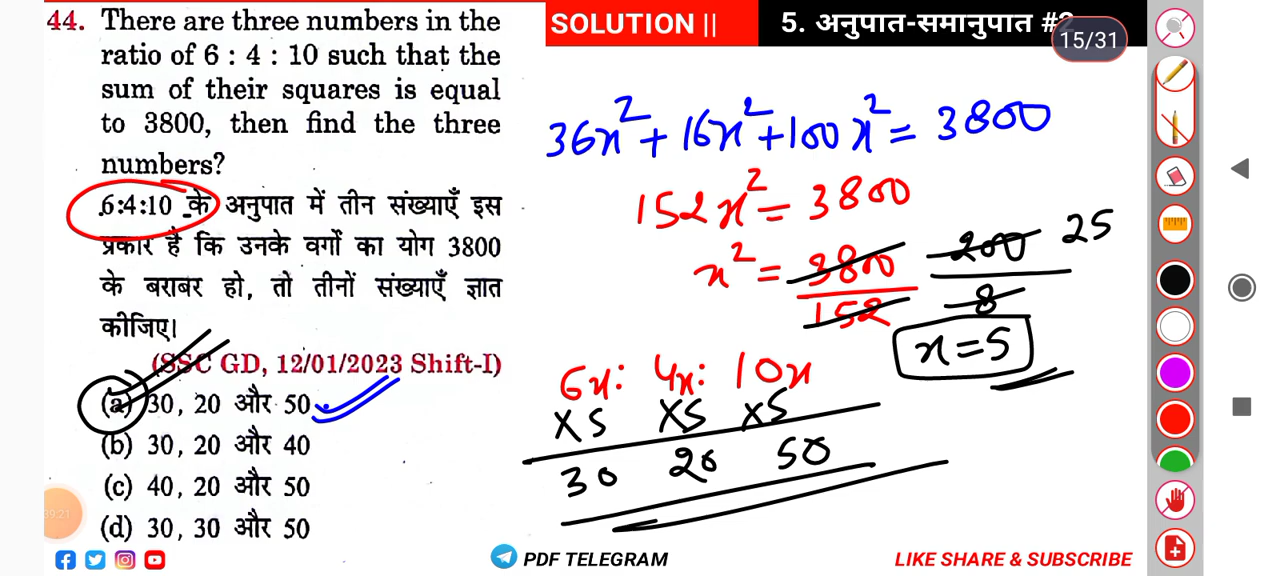 44. There are three numbers in the
ratio of 6 : 4 : 10 such that the
sum of their squares is equal
to 3800, then find the three
numbers?
6:4:10 के अनुपात में तीन संख्याएँ इस
प्रकार है कि उनके वर्गों का योग 3800
के बराबर हो, तो तीनों संख्याएँ ज्ञात
कीजिए।
(SSC GD, 12/01/2023 Shift-I)
(a) 30, 20 और 50
(b) 30, 20 और 40
(c) 40, 20 और 50
(d) 30, 30 और 50
39:21
SOLUTION ||
5. अनुपात-समानुपात #2
15/31
36x² + 16x² + 100x² = 3800
152x² = 3800
x² = 3800/152 200/8 25
x = 5
6x : 4x : 10x
×5 ×5 ×5
30 20 50
PDF TELEGRAM
LIKE SHARE & SUBSCRIBE